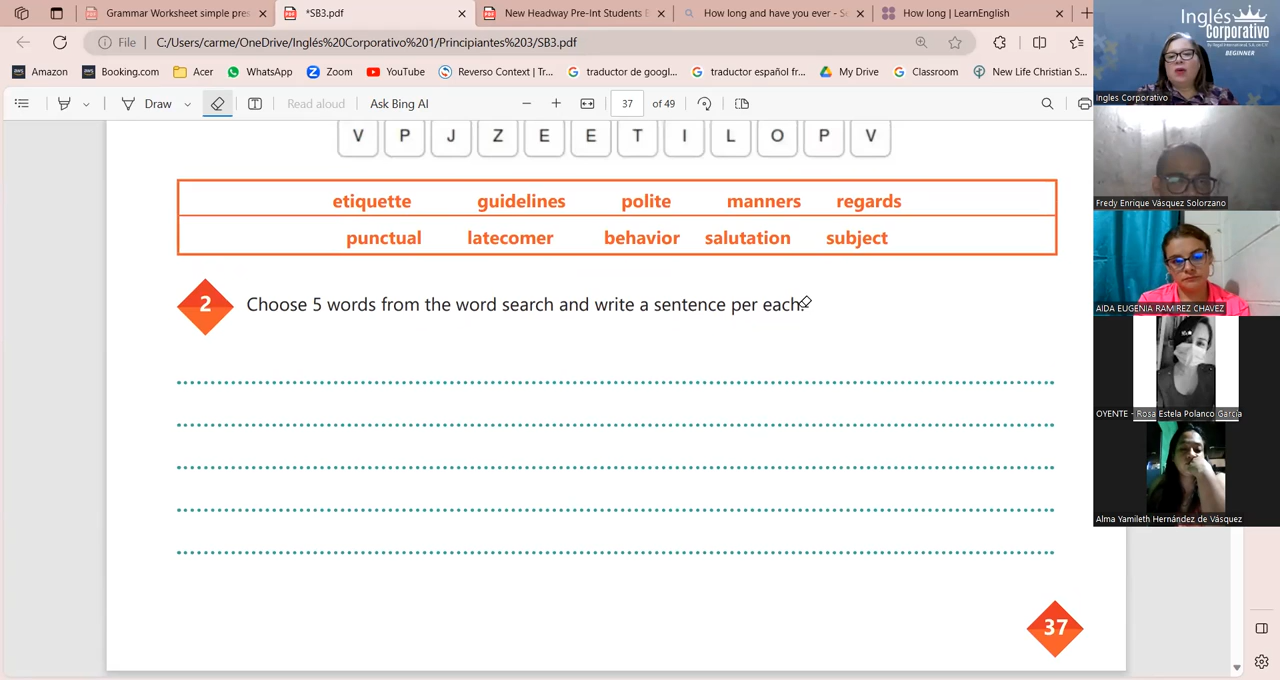 Grammar Worksheet simple pres
*SB3.pdf
New Headway Pre-Int Students B
How long and have you ever - Se
How long | LearnEnglish
File
C:/Users/carme/OneDrive/Inglés%20Corporativo%201/Principiantes%203/SB3.pdf
Amazon
Booking.com
Acer
WhatsApp
Zoom
YouTube
Reverso Context | Tr...
traductor de googl...
traductor español fr...
My Drive
Classroom
New Life Christian S...
Draw
Read aloud
Ask Bing AI
37 of 49
V P J Z E E T I L O P V
etiquette guidelines polite manners regards
punctual latecomer behavior salutation subject
2
Choose 5 words from the word search and write a sentence per each.
37
Inglés
Corporativo
BEGINNER
Ingles Corporativo
Fredy Enrique Vásquez Solorzano
AIDA EUGENIA RAMIREZ CHAVEZ
OYENTE - Rosa Estela Polanco García
Alma Yamileth Hernández de Vásquez